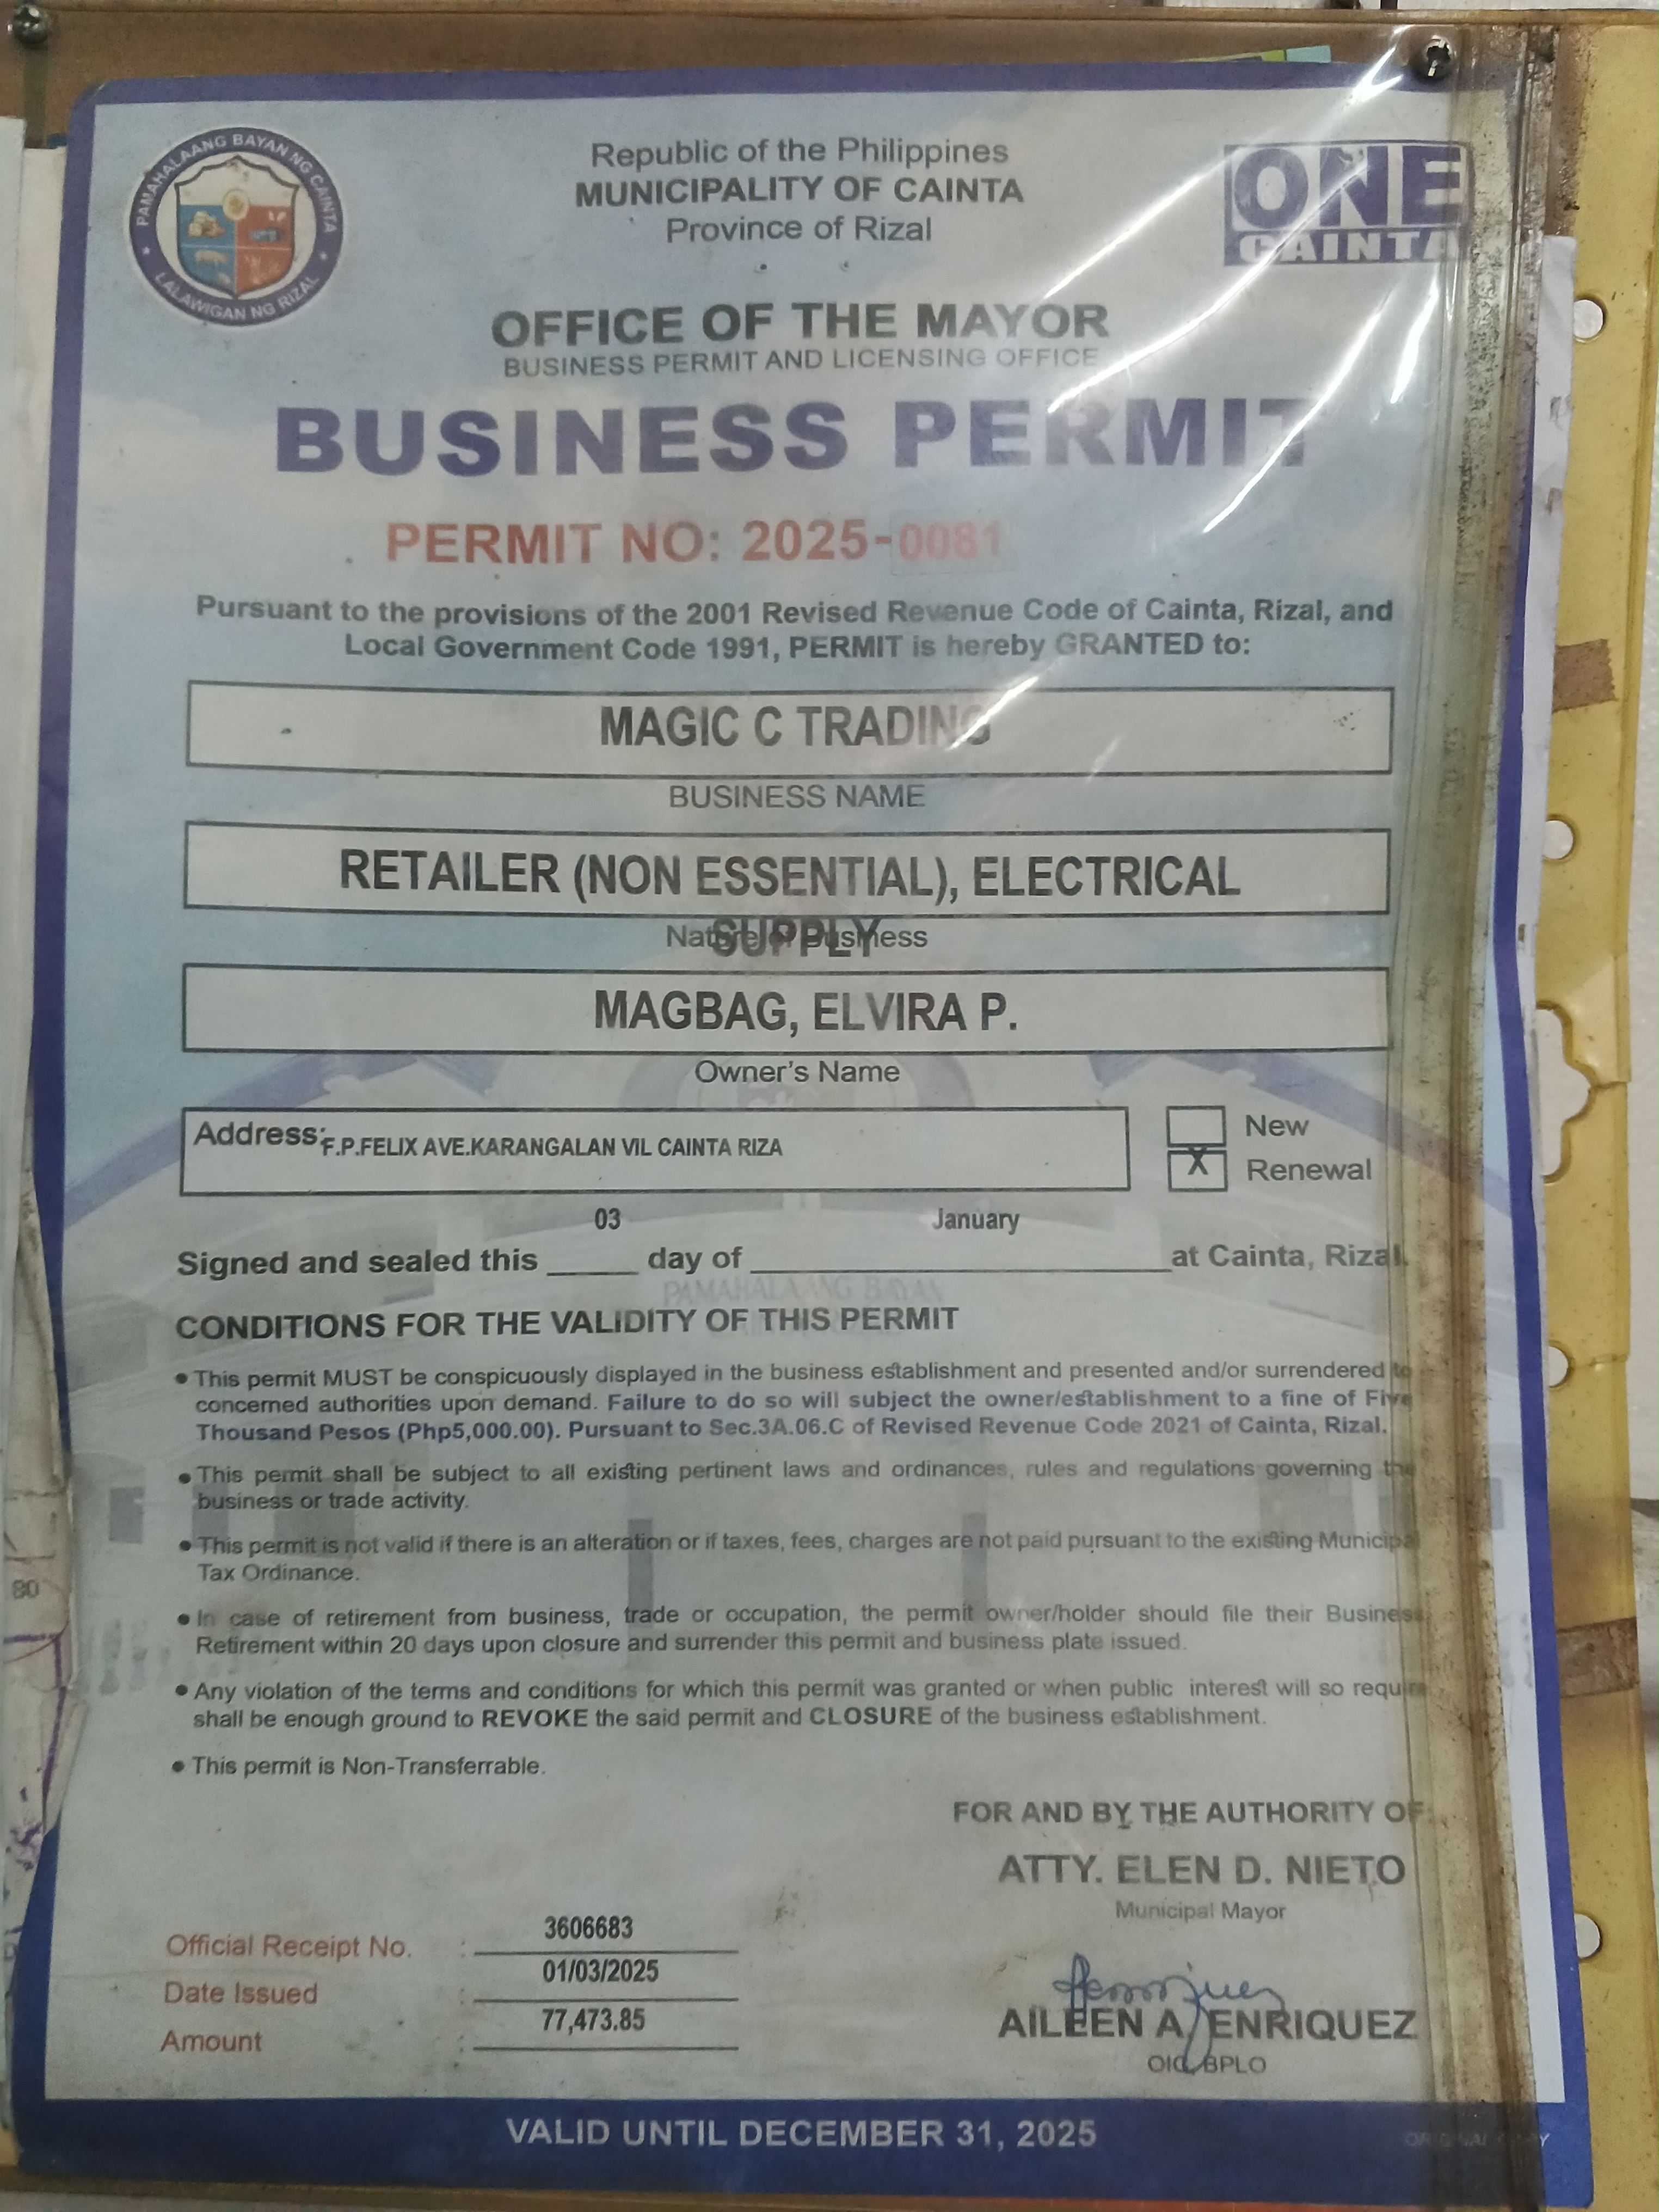 PAMAHALAANG BAYAN NG CAINTA
LALAWIGAN NG RIZAL
Republic of the Philippines
MUNICIPALITY OF CAINTA
Province of Rizal
ONE
CAINTA
OFFICE OF THE MAYOR
BUSINESS PERMIT AND LICENSING OFFICE
BUSINESS PERMIT
PERMIT NO: 2025-0081
Pursuant to the provisions of the 2001 Revised Revenue Code of Cainta, Rizal, and
Local Government Code 1991, PERMIT is hereby GRANTED to:
MAGIC C TRADING
BUSINESS NAME
RETAILER (NON ESSENTIAL), ELECTRICAL
SUPPLY
Nature of Business
MAGBAG, ELVIRA P.
Owner's Name
Address: F.P.FELIX AVE.KARANGALAN VIL CAINTA RIZA
New
X Renewal
03 January
Signed and sealed this _____ day of _____ at Cainta, Rizal.
PAMAHALAANG BAYAN
CONDITIONS FOR THE VALIDITY OF THIS PERMIT
• This permit MUST be conspicuously displayed in the business establishment and presented and/or surrendered to
concerned authorities upon demand. Failure to do so will subject the owner/establishment to a fine of Five
Thousand Pesos (Php5,000.00). Pursuant to Sec.3A.06.C of Revised Revenue Code 2021 of Cainta, Rizal.
• This permit shall be subject to all existing pertinent laws and ordinances, rules and regulations governing the
business or trade activity.
• This permit is not valid if there is an alteration or if taxes, fees, charges are not paid pursuant to the existing Municipal
Tax Ordinance.
• In case of retirement from business, trade or occupation, the permit owner/holder should file their Business
Retirement within 20 days upon closure and surrender this permit and business plate issued.
• Any violation of the terms and conditions for which this permit was granted or when public interest will so require
shall be enough ground to REVOKE the said permit and CLOSURE of the business establishment.
• This permit is Non-Transferrable.
FOR AND BY THE AUTHORITY OF:
ATTY. ELEN D. NIETO
Municipal Mayor
Official Receipt No. : 3606683
Date Issued : 01/03/2025
Amount : 77,473.85
AILEEN A. ENRIQUEZ
OIC, BPLO
VALID UNTIL DECEMBER 31, 2025
ORIGINAL COPY
80